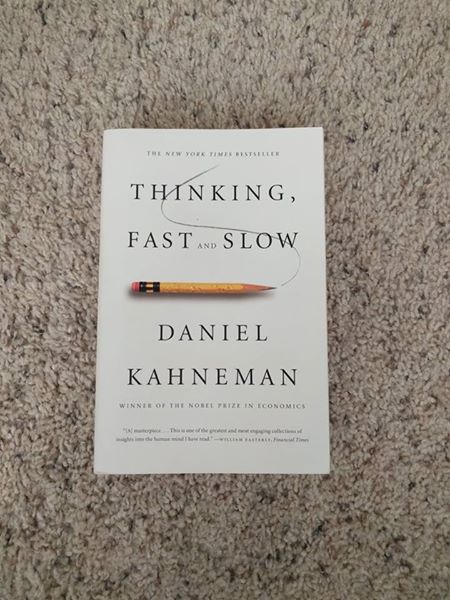 THE NEW YORK TIMES BESTSELLER
THINKING,
FAST AND SLOW
DANIEL
KAHNEMAN
WINNER OF THE NOBEL PRIZE IN ECONOMICS
"[A] masterpiece . . . This is one of the greatest and most engaging collections of
insights into the human mind I have read." —WILLIAM EASTERLY, Financial Times